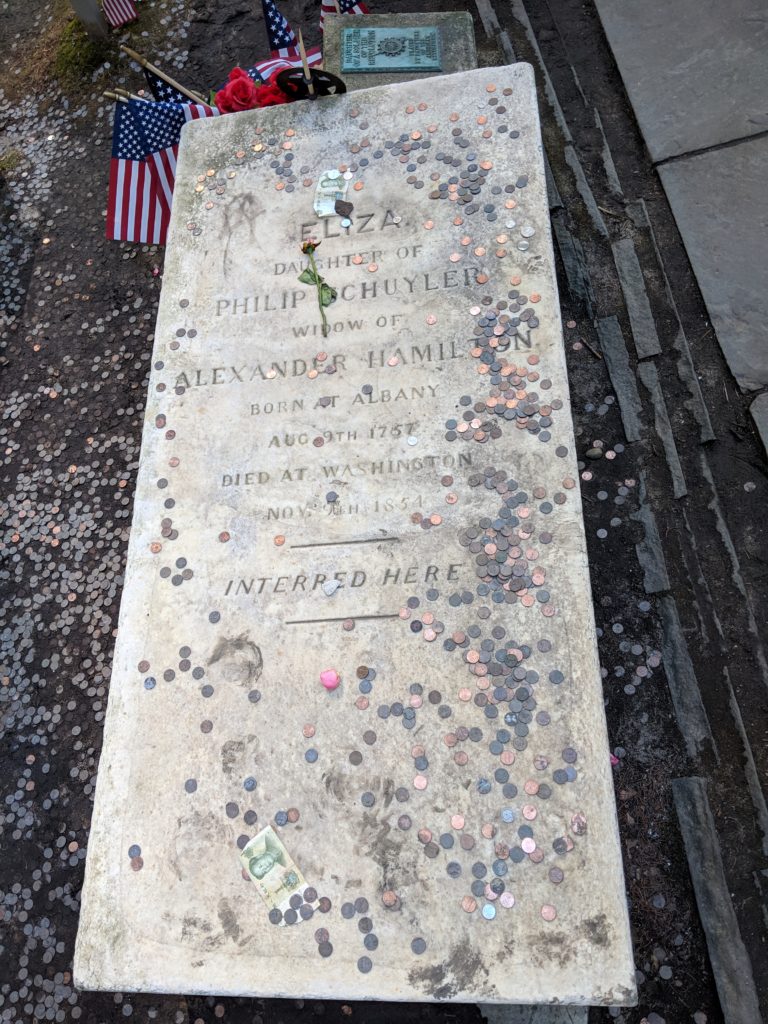 ELIZA
DAUGHTER OF
PHILIP SCHUYLER
WIDOW OF
ALEXANDER HAMILTON
BORN AT ALBANY
AUG 9TH 1757
DIED AT WASHINGTON
NOV 9TH 1854
INTERRED HERE